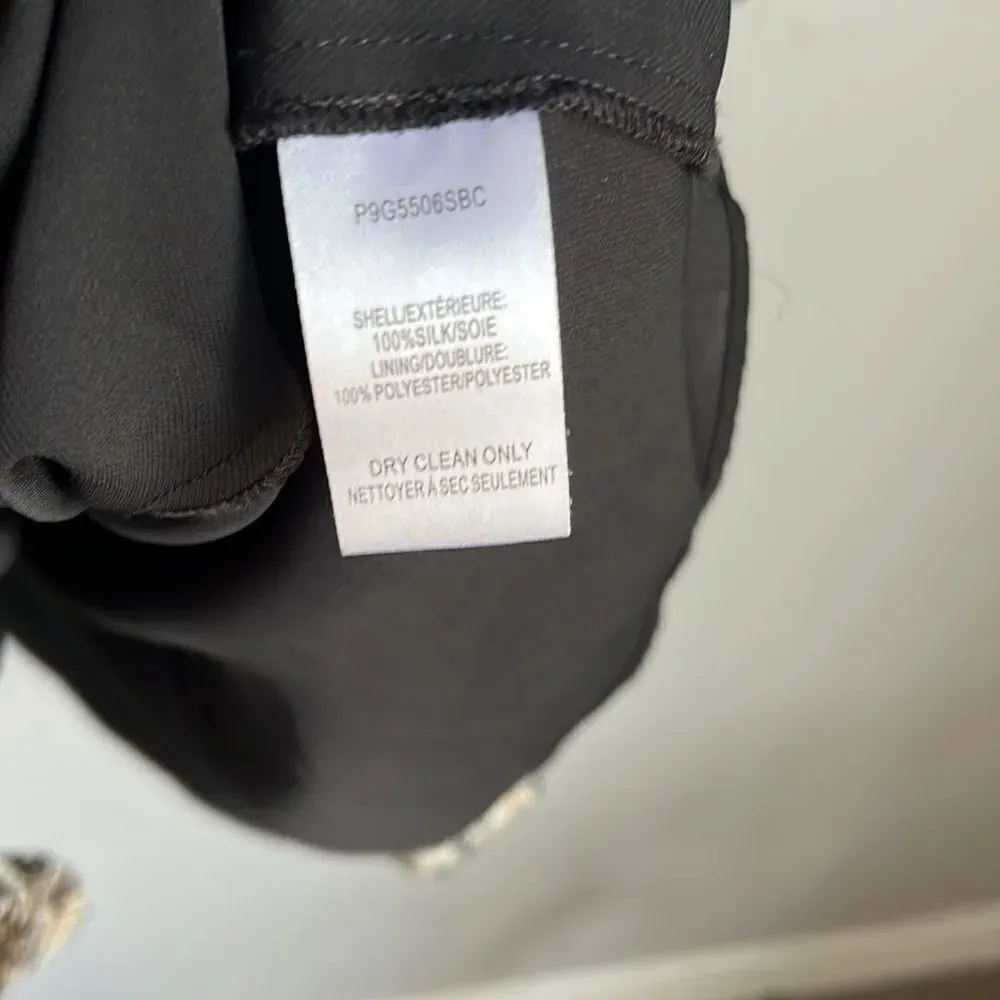 P9G5506SBC
SHELL/EXTÉRIEURE:
100%SILK/SOIE
LINING/DOUBLURE:
100% POLYESTER/POLYESTER
DRY CLEAN ONLY
NETTOYER À SEC SEULEMENT